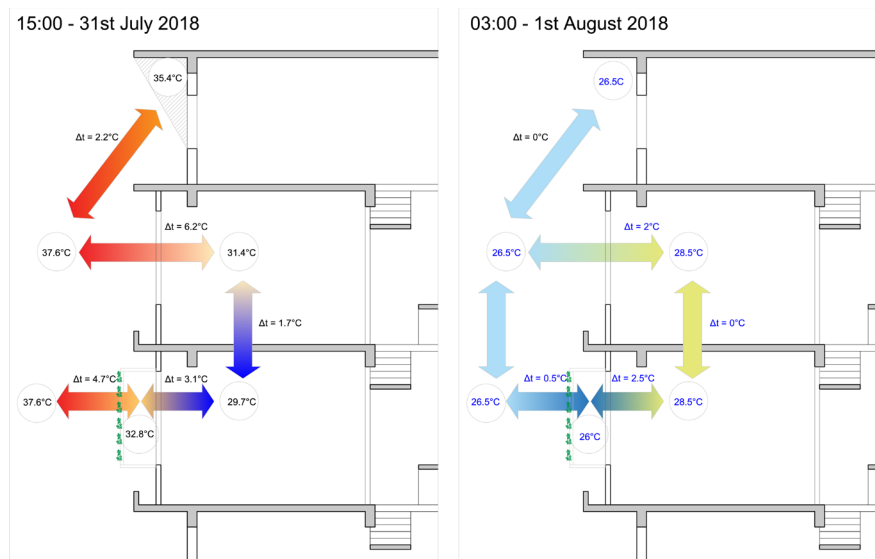 15:00 - 31st July 2018
35.4°C
Δt = 2.2°C
Δt = 6.2°C
37.6°C
31.4°C
Δt = 1.7°C
Δt = 4.7°C
Δt = 3.1°C
37.6°C
29.7°C
32.8°C
03:00 - 1st August 2018
26.5C
Δt = 0°C
Δt = 2°C
26.5°C
28.5°C
Δt = 0°C
Δt = 0.5°C
Δt = 2.5°C
26.5°C
28.5°C
26°C